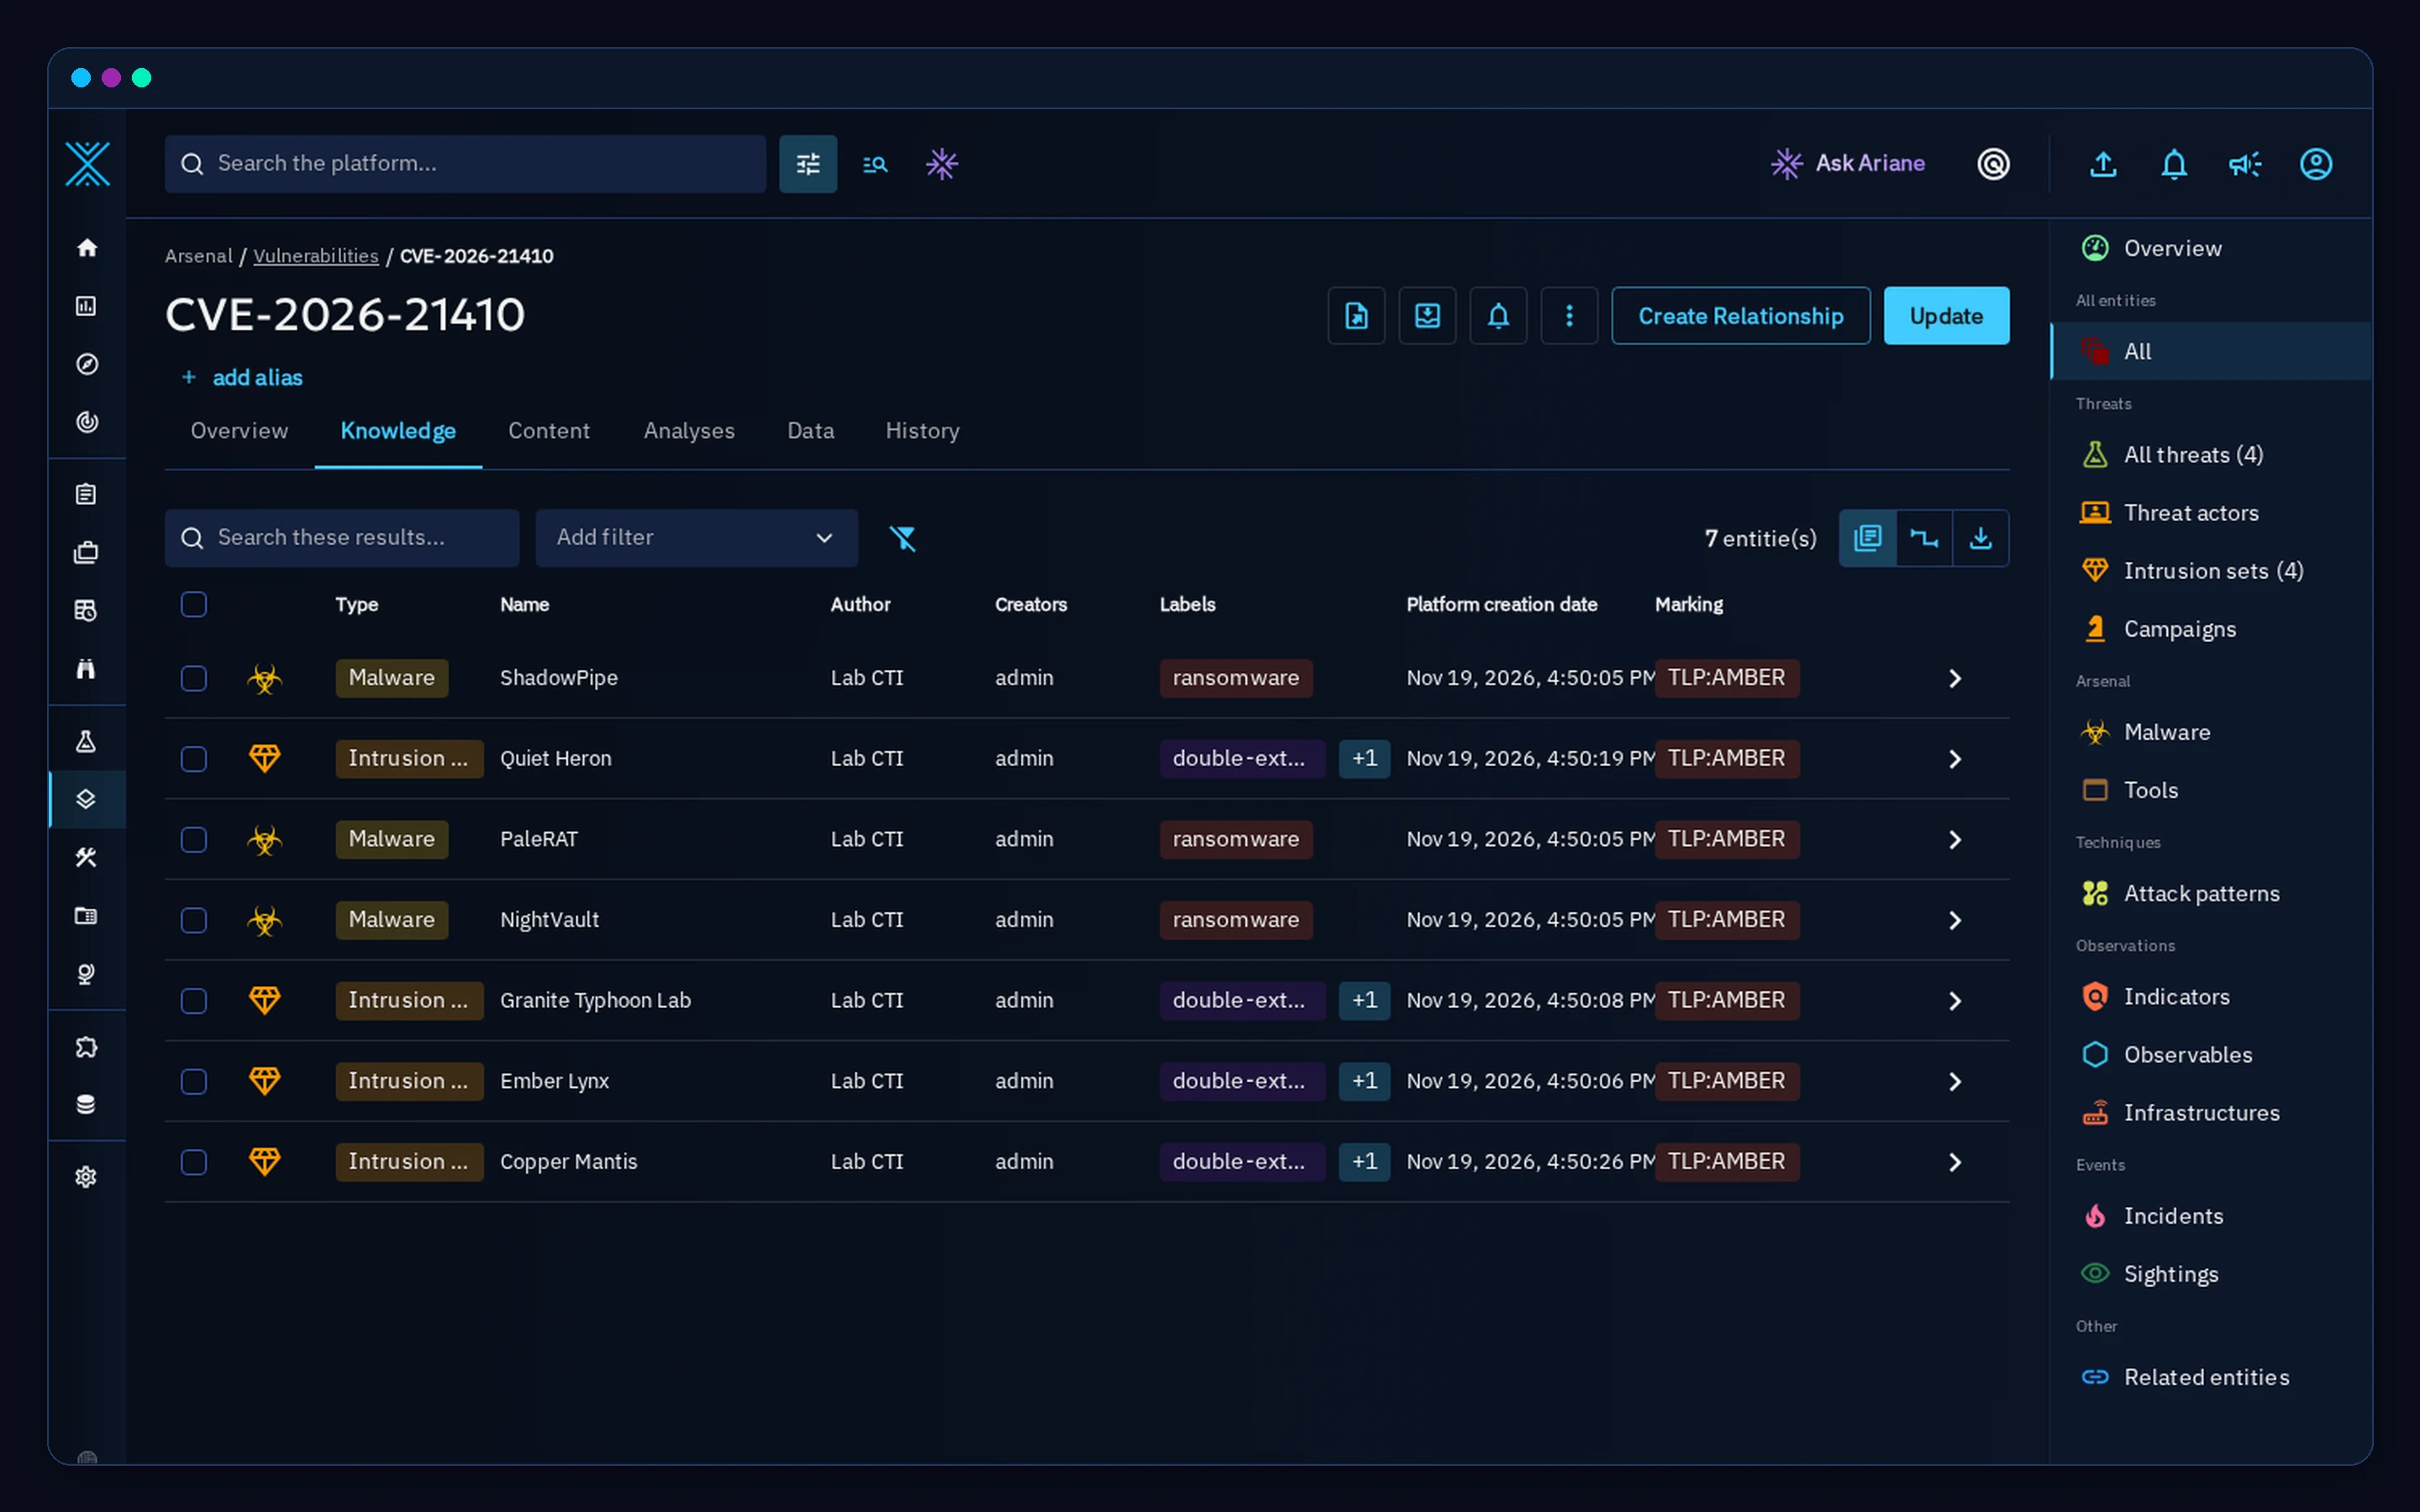 Search the platform...
Ask Ariane
Arsenal / Vulnerabilities / CVE-2026-21410
CVE-2026-21410
Create Relationship
Update
+ add alias
Overview
Knowledge
Content
Analyses
Data
History
Search these results...
Add filter
7 entitie(s)
Type Name Author Creators Labels Platform creation date Marking
Malware ShadowPipe Lab CTI admin ransomware Nov 19, 2026, 4:50:05 PM TLP:AMBER
Intrusion ... Quiet Heron Lab CTI admin double-ext... +1 Nov 19, 2026, 4:50:19 PM TLP:AMBER
Malware PaleRAT Lab CTI admin ransomware Nov 19, 2026, 4:50:05 PM TLP:AMBER
Malware NightVault Lab CTI admin ransomware Nov 19, 2026, 4:50:05 PM TLP:AMBER
Intrusion ... Granite Typhoon Lab Lab CTI admin double-ext... +1 Nov 19, 2026, 4:50:08 PM TLP:AMBER
Intrusion ... Ember Lynx Lab CTI admin double-ext... +1 Nov 19, 2026, 4:50:06 PM TLP:AMBER
Intrusion ... Copper Mantis Lab CTI admin double-ext... +1 Nov 19, 2026, 4:50:26 PM TLP:AMBER
Overview
All entities
All
Threats
All threats (4)
Threat actors
Intrusion sets (4)
Campaigns
Arsenal
Malware
Tools
Techniques
Attack patterns
Observations
Indicators
Observables
Infrastructures
Events
Incidents
Sightings
Other
Related entities